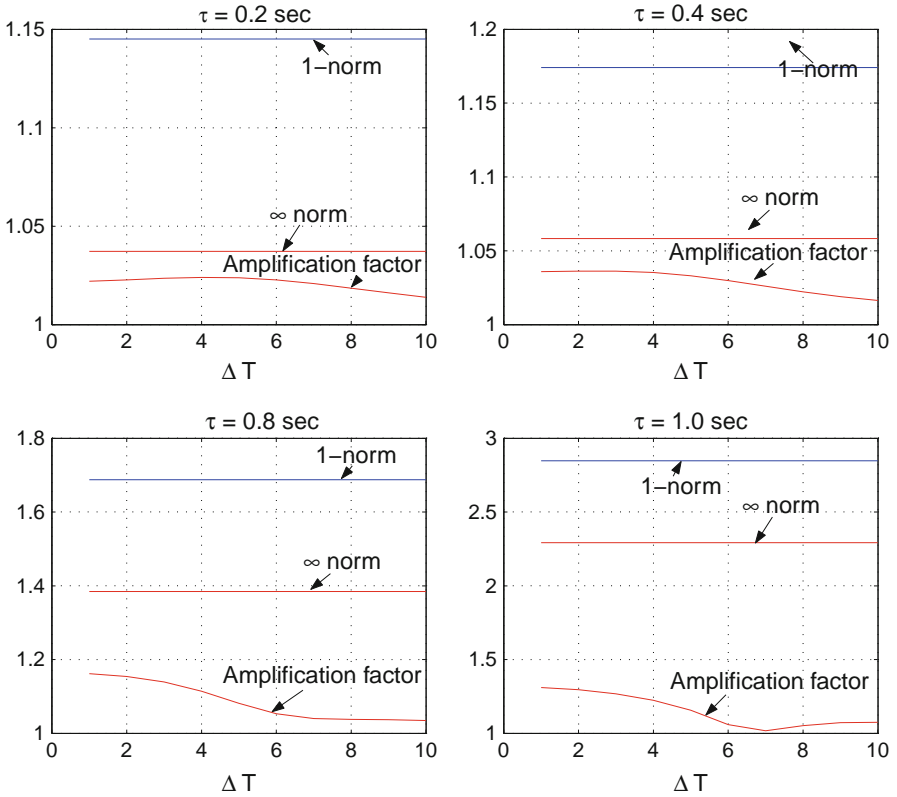 τ = 0.2 sec
1.15
1.1
1.05
1
0 2 4 6 8 10
Δ T
1−norm
∞ norm
Amplification factor
τ = 0.4 sec
1.2
1.15
1.1
1.05
1
0 2 4 6 8 10
Δ T
1−norm
∞ norm
Amplification factor
τ = 0.8 sec
1.8
1.6
1.4
1.2
1
0 2 4 6 8 10
Δ T
1−norm
∞ norm
Amplification factor
τ = 1.0 sec
3
2.5
2
1.5
1
0 2 4 6 8 10
Δ T
1−norm
∞ norm
Amplification factor